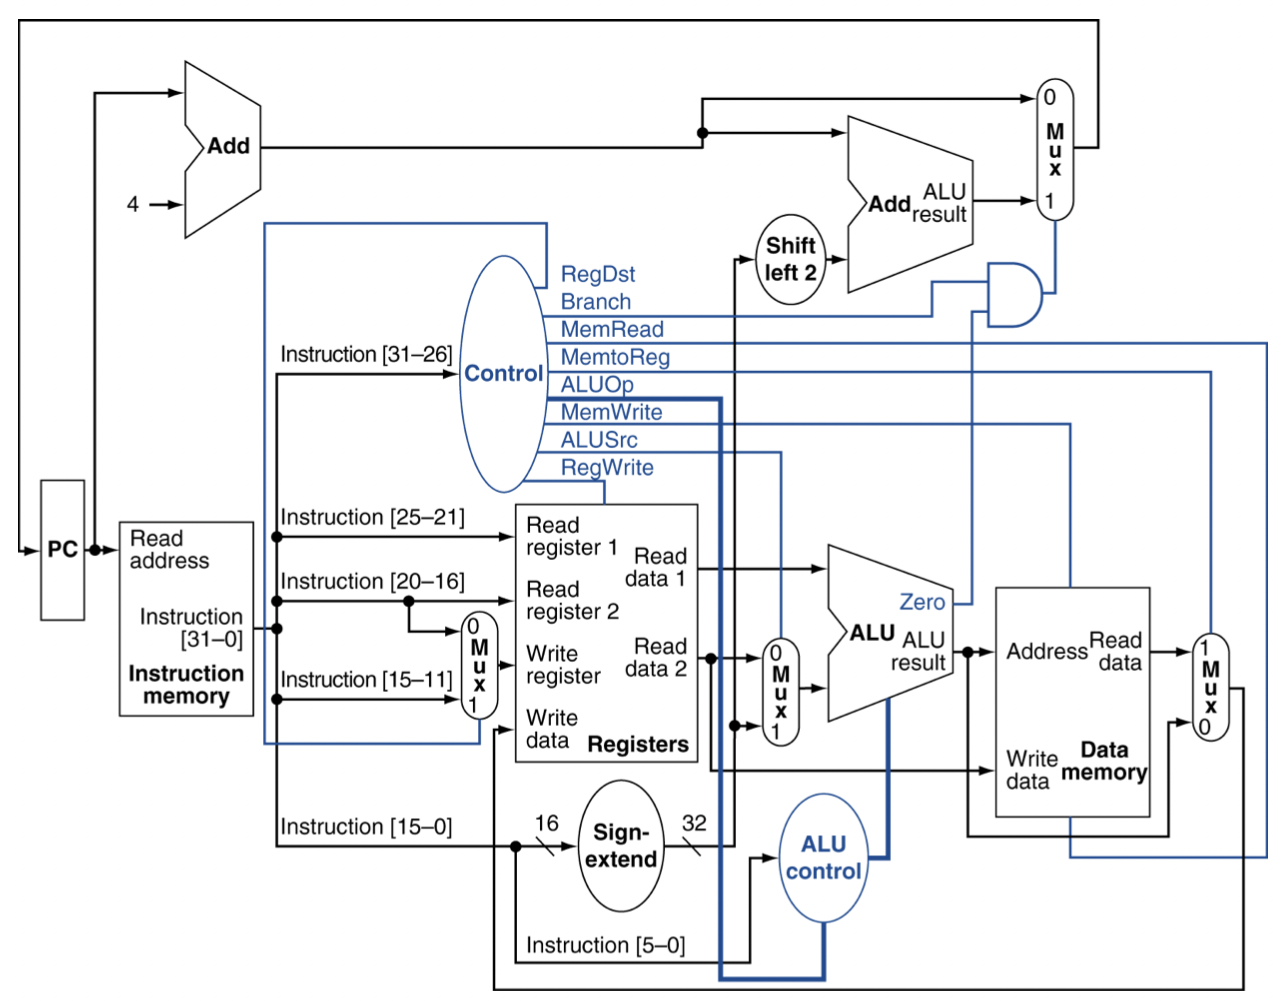 0
M
u
x
1
Add
4
Add
ALU
result
Shift
left 2
RegDst
Branch
MemRead
MemtoReg
ALUOp
MemWrite
ALUSrc
RegWrite
Control
Instruction [31–26]
Instruction [25–21]
Instruction [20–16]
Instruction [15–11]
Instruction [15–0]
Instruction [5–0]
PC
Read
address
Instruction
[31–0]
Instruction
memory
0
M
u
x
1
Read
register 1
Read
register 2
Write
register
Write
data
Read
data 1
Read
data 2
Registers
0
M
u
x
1
Zero
ALU
ALU
result
Address
Read
data
Write
data
Data
memory
1
M
u
x
0
16
Sign-
extend
32
ALU
control